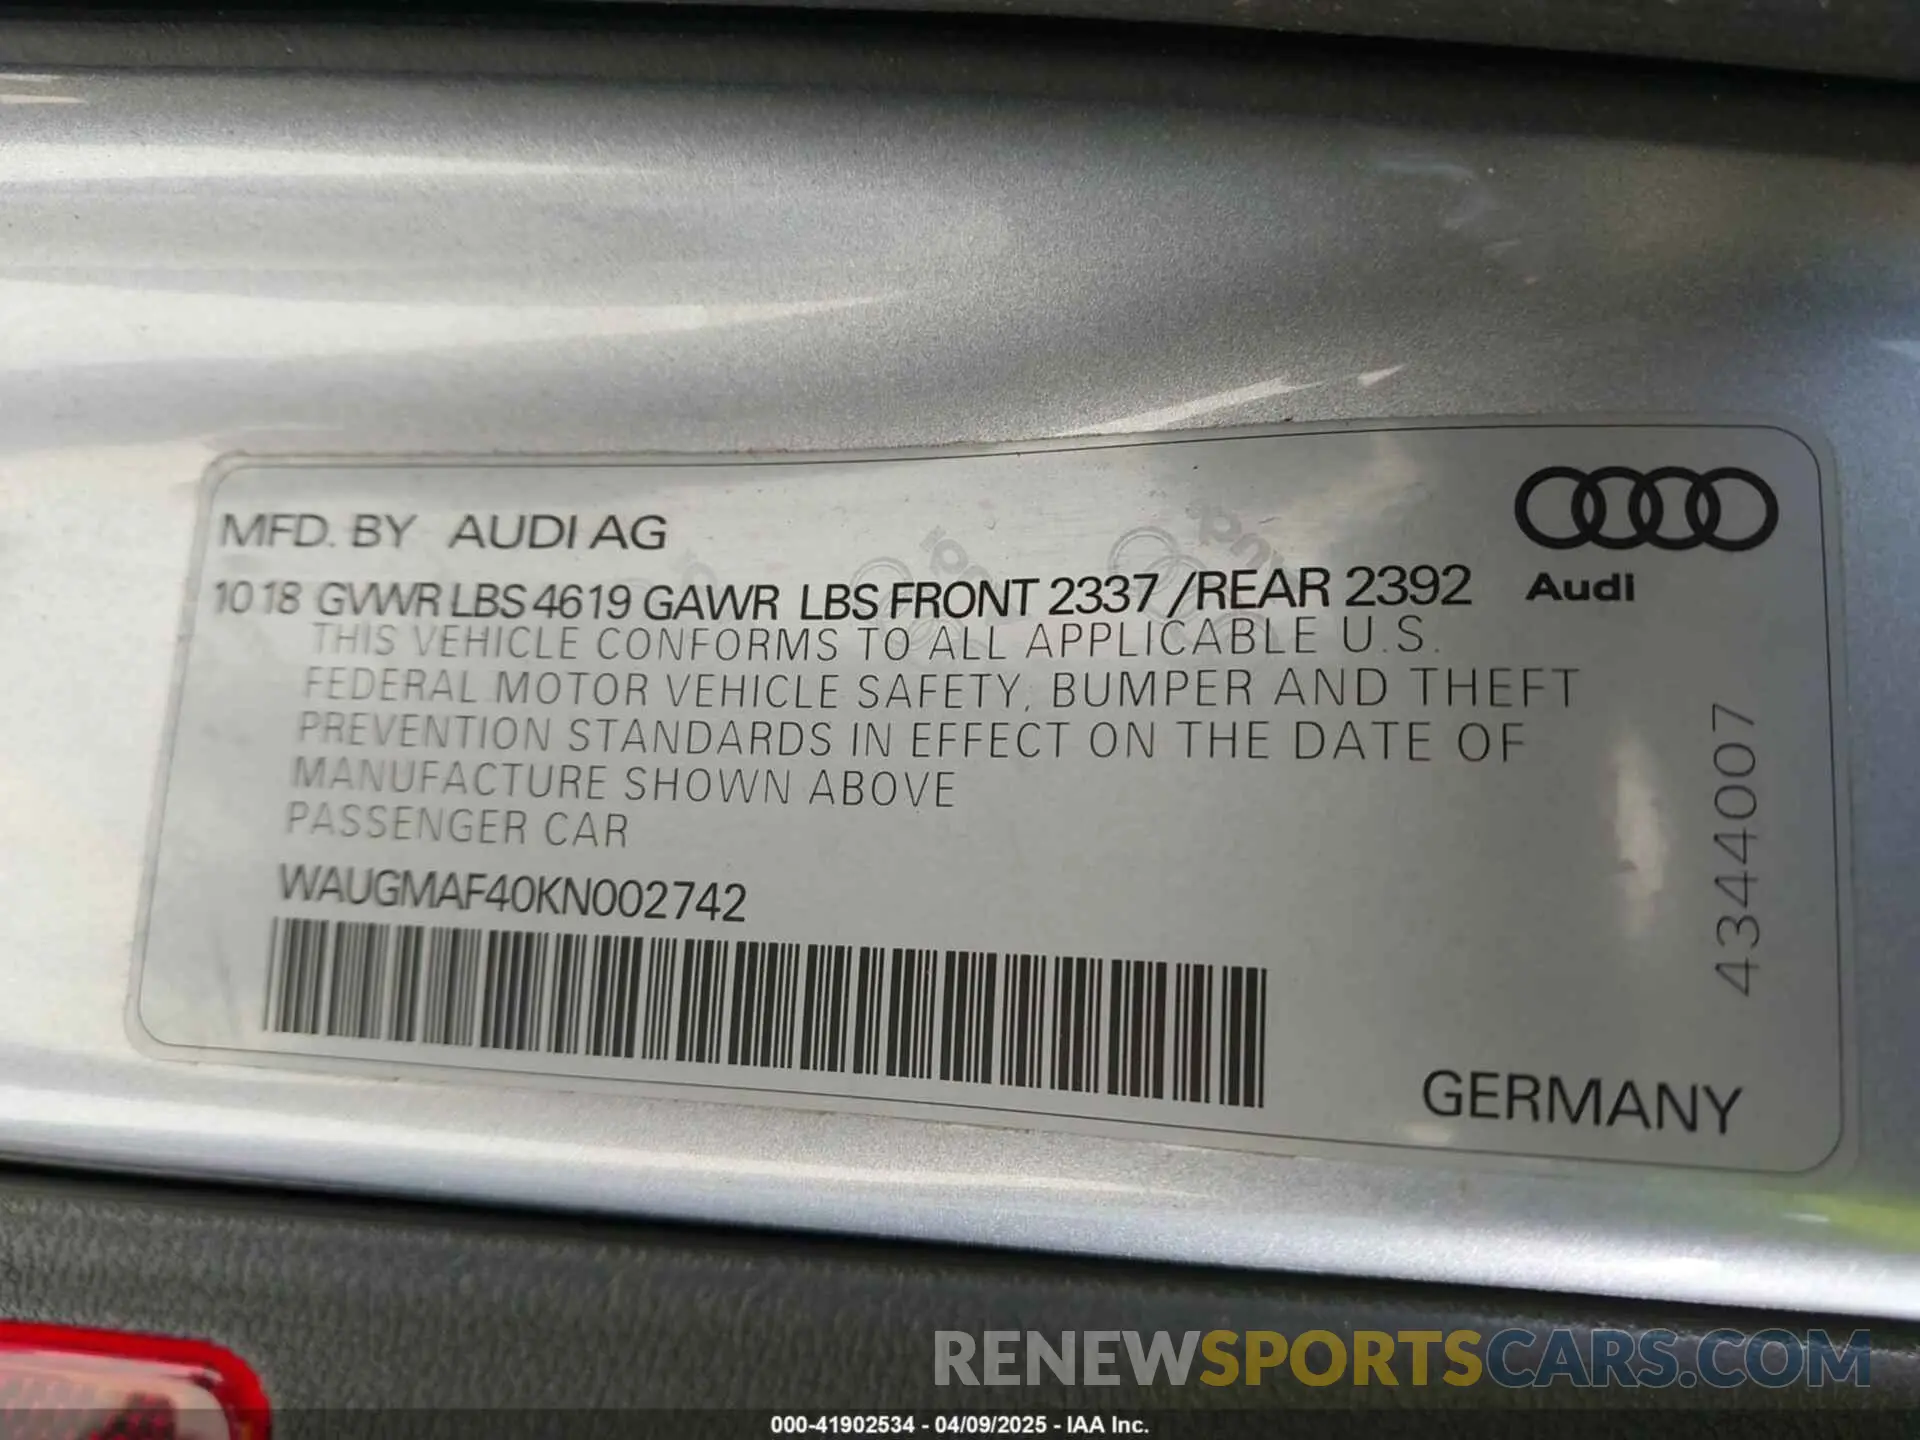 MFD. BY AUDI AG
10 18 GVWR LBS 4619 GAWR LBS FRONT 2337 /REAR 2392
Audi
THIS VEHICLE CONFORMS TO ALL APPLICABLE U.S.
FEDERAL MOTOR VEHICLE SAFETY, BUMPER AND THEFT
PREVENTION STANDARDS IN EFFECT ON THE DATE OF
MANUFACTURE SHOWN ABOVE
PASSENGER CAR
WAUGMAF40KN002742
4344007
GERMANY
RENEWSPORTSCARS.COM
000-41902534 - 04/09/2025 - IAA Inc.